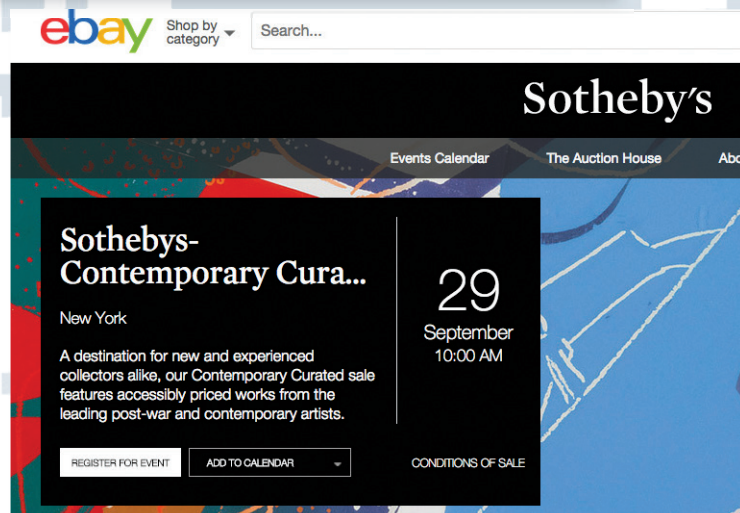 ebay
Shop by
category
Search...
Sotheby's
Events Calendar
The Auction House
Abo
Sothebys-
Contemporary Cura...
New York
A destination for new and experienced
collectors alike, our Contemporary Curated sale
features accessibly priced works from the
leading post-war and contemporary artists.
REGISTER FOR EVENT
ADD TO CALENDAR
29
September
10:00 AM
CONDITIONS OF SALE